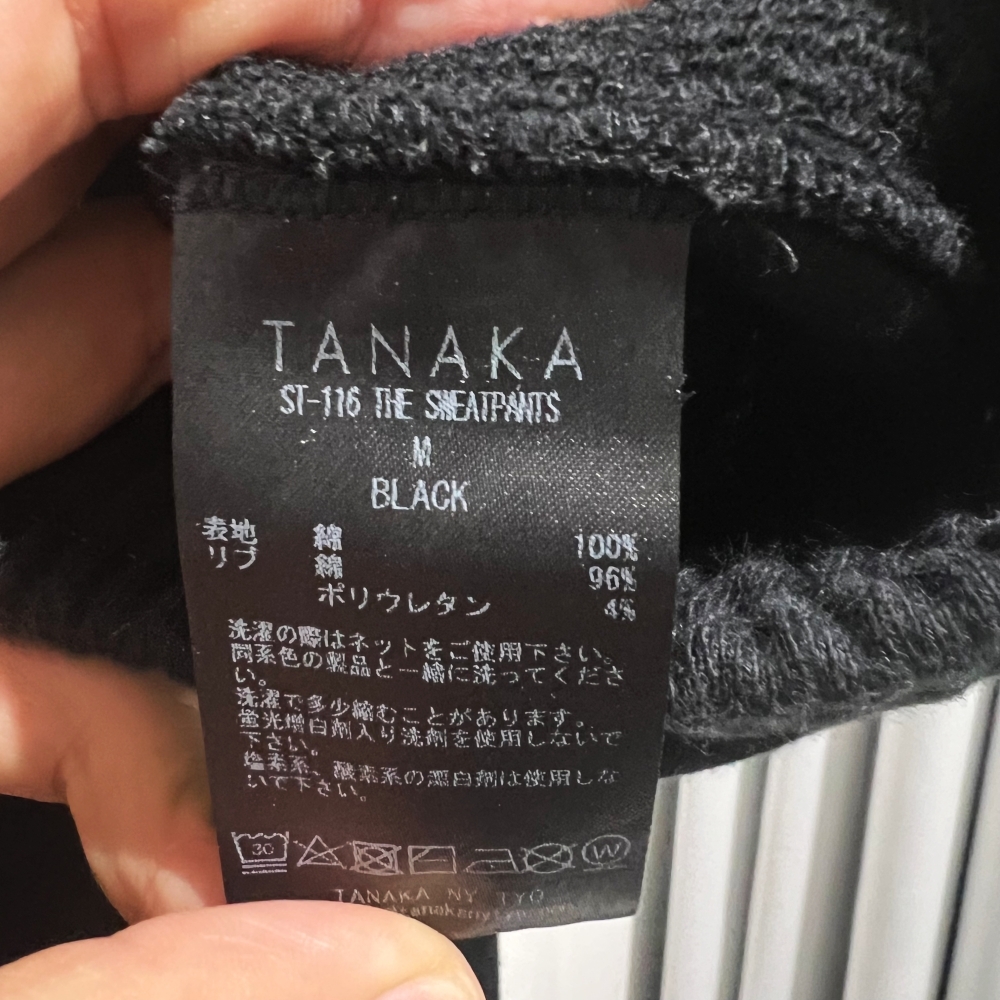 TANAKA
ST-116 THE SWEATPANTS
M
BLACK
表地 綿 100%
リブ 綿 96%
ポリウレタン 4%
洗濯の際はネットをご使用下さい。
同系色の製品と一緒に洗ってくださ
い。
洗濯で多少縮むことがあります。
蛍光増白剤入り洗剤を使用しないで
下さい。
塩素系、酸素系の漂白剤は使用しな
いで下さい。
30 W
TANAKA NY TYO